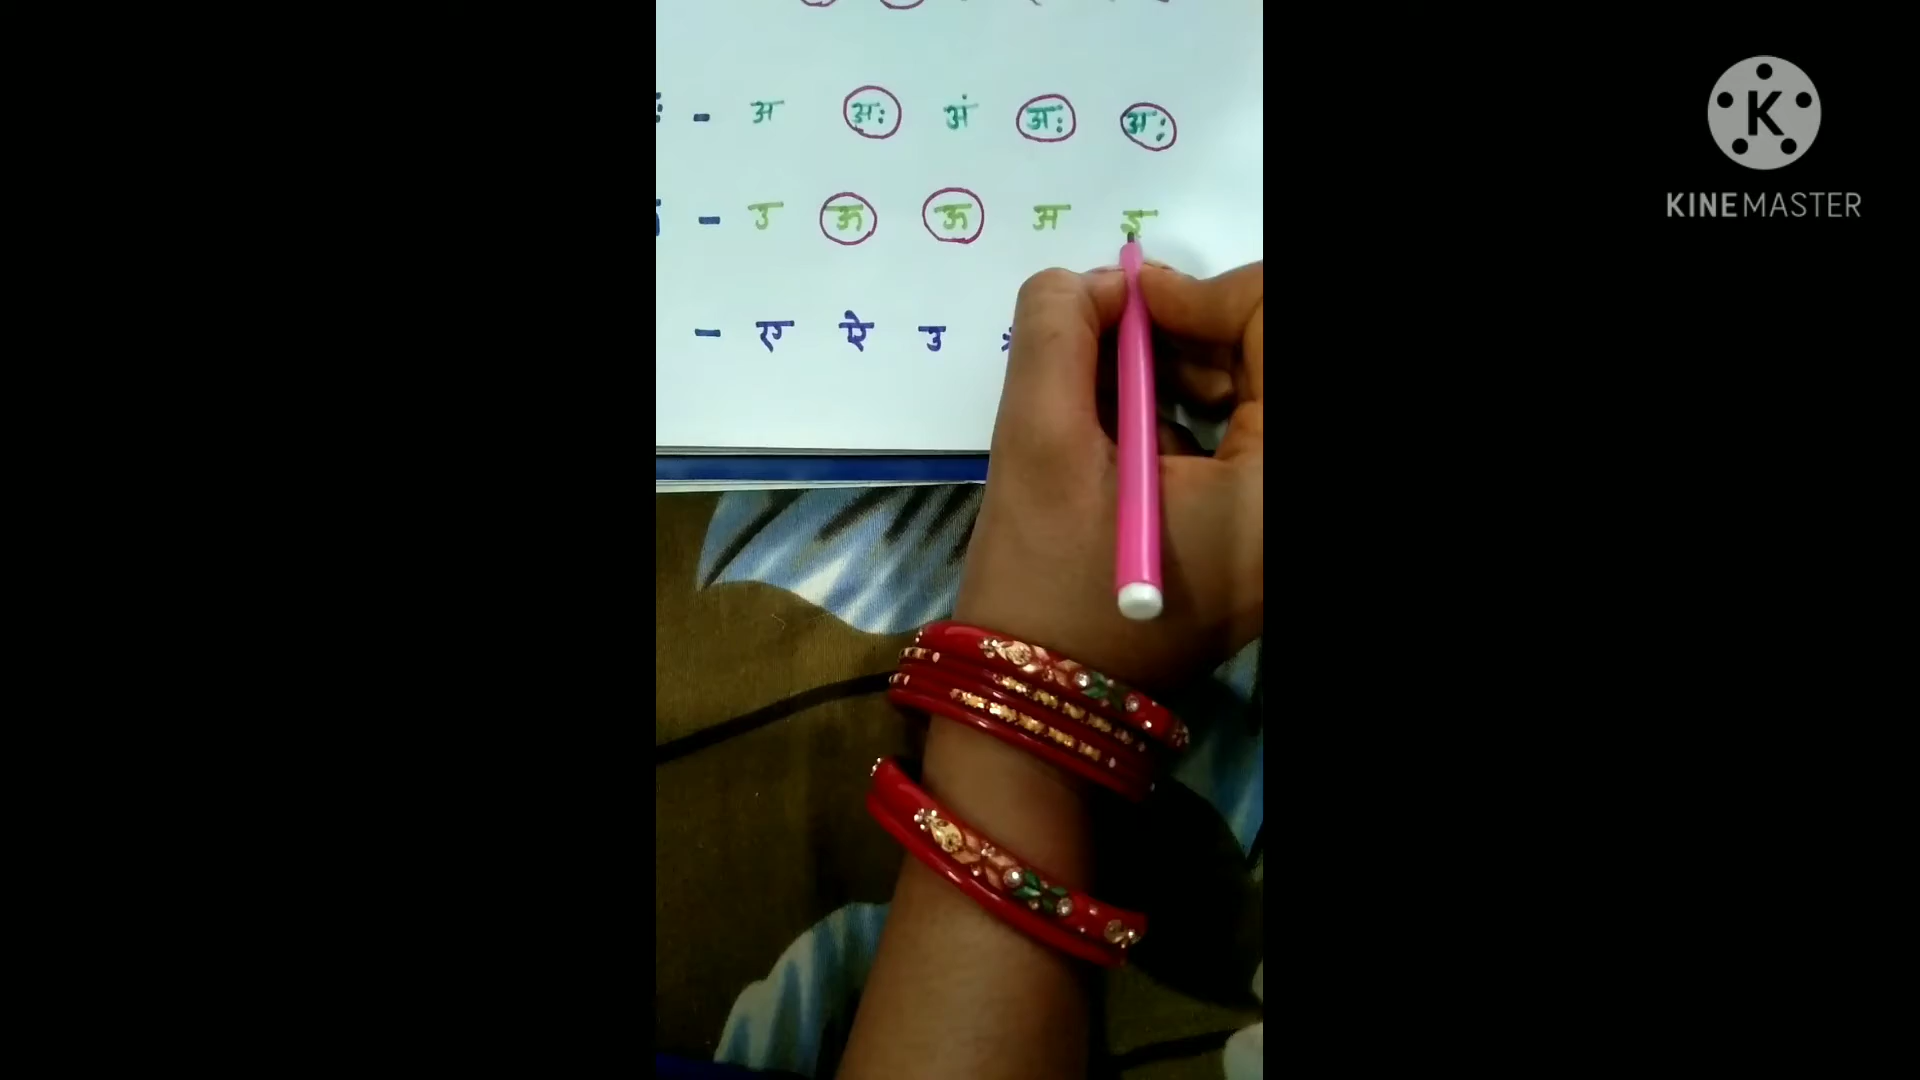 - अ अः अं अः अः
- उ ऊ ऊ अ इ
- ए ऐ उ
KINEMASTER